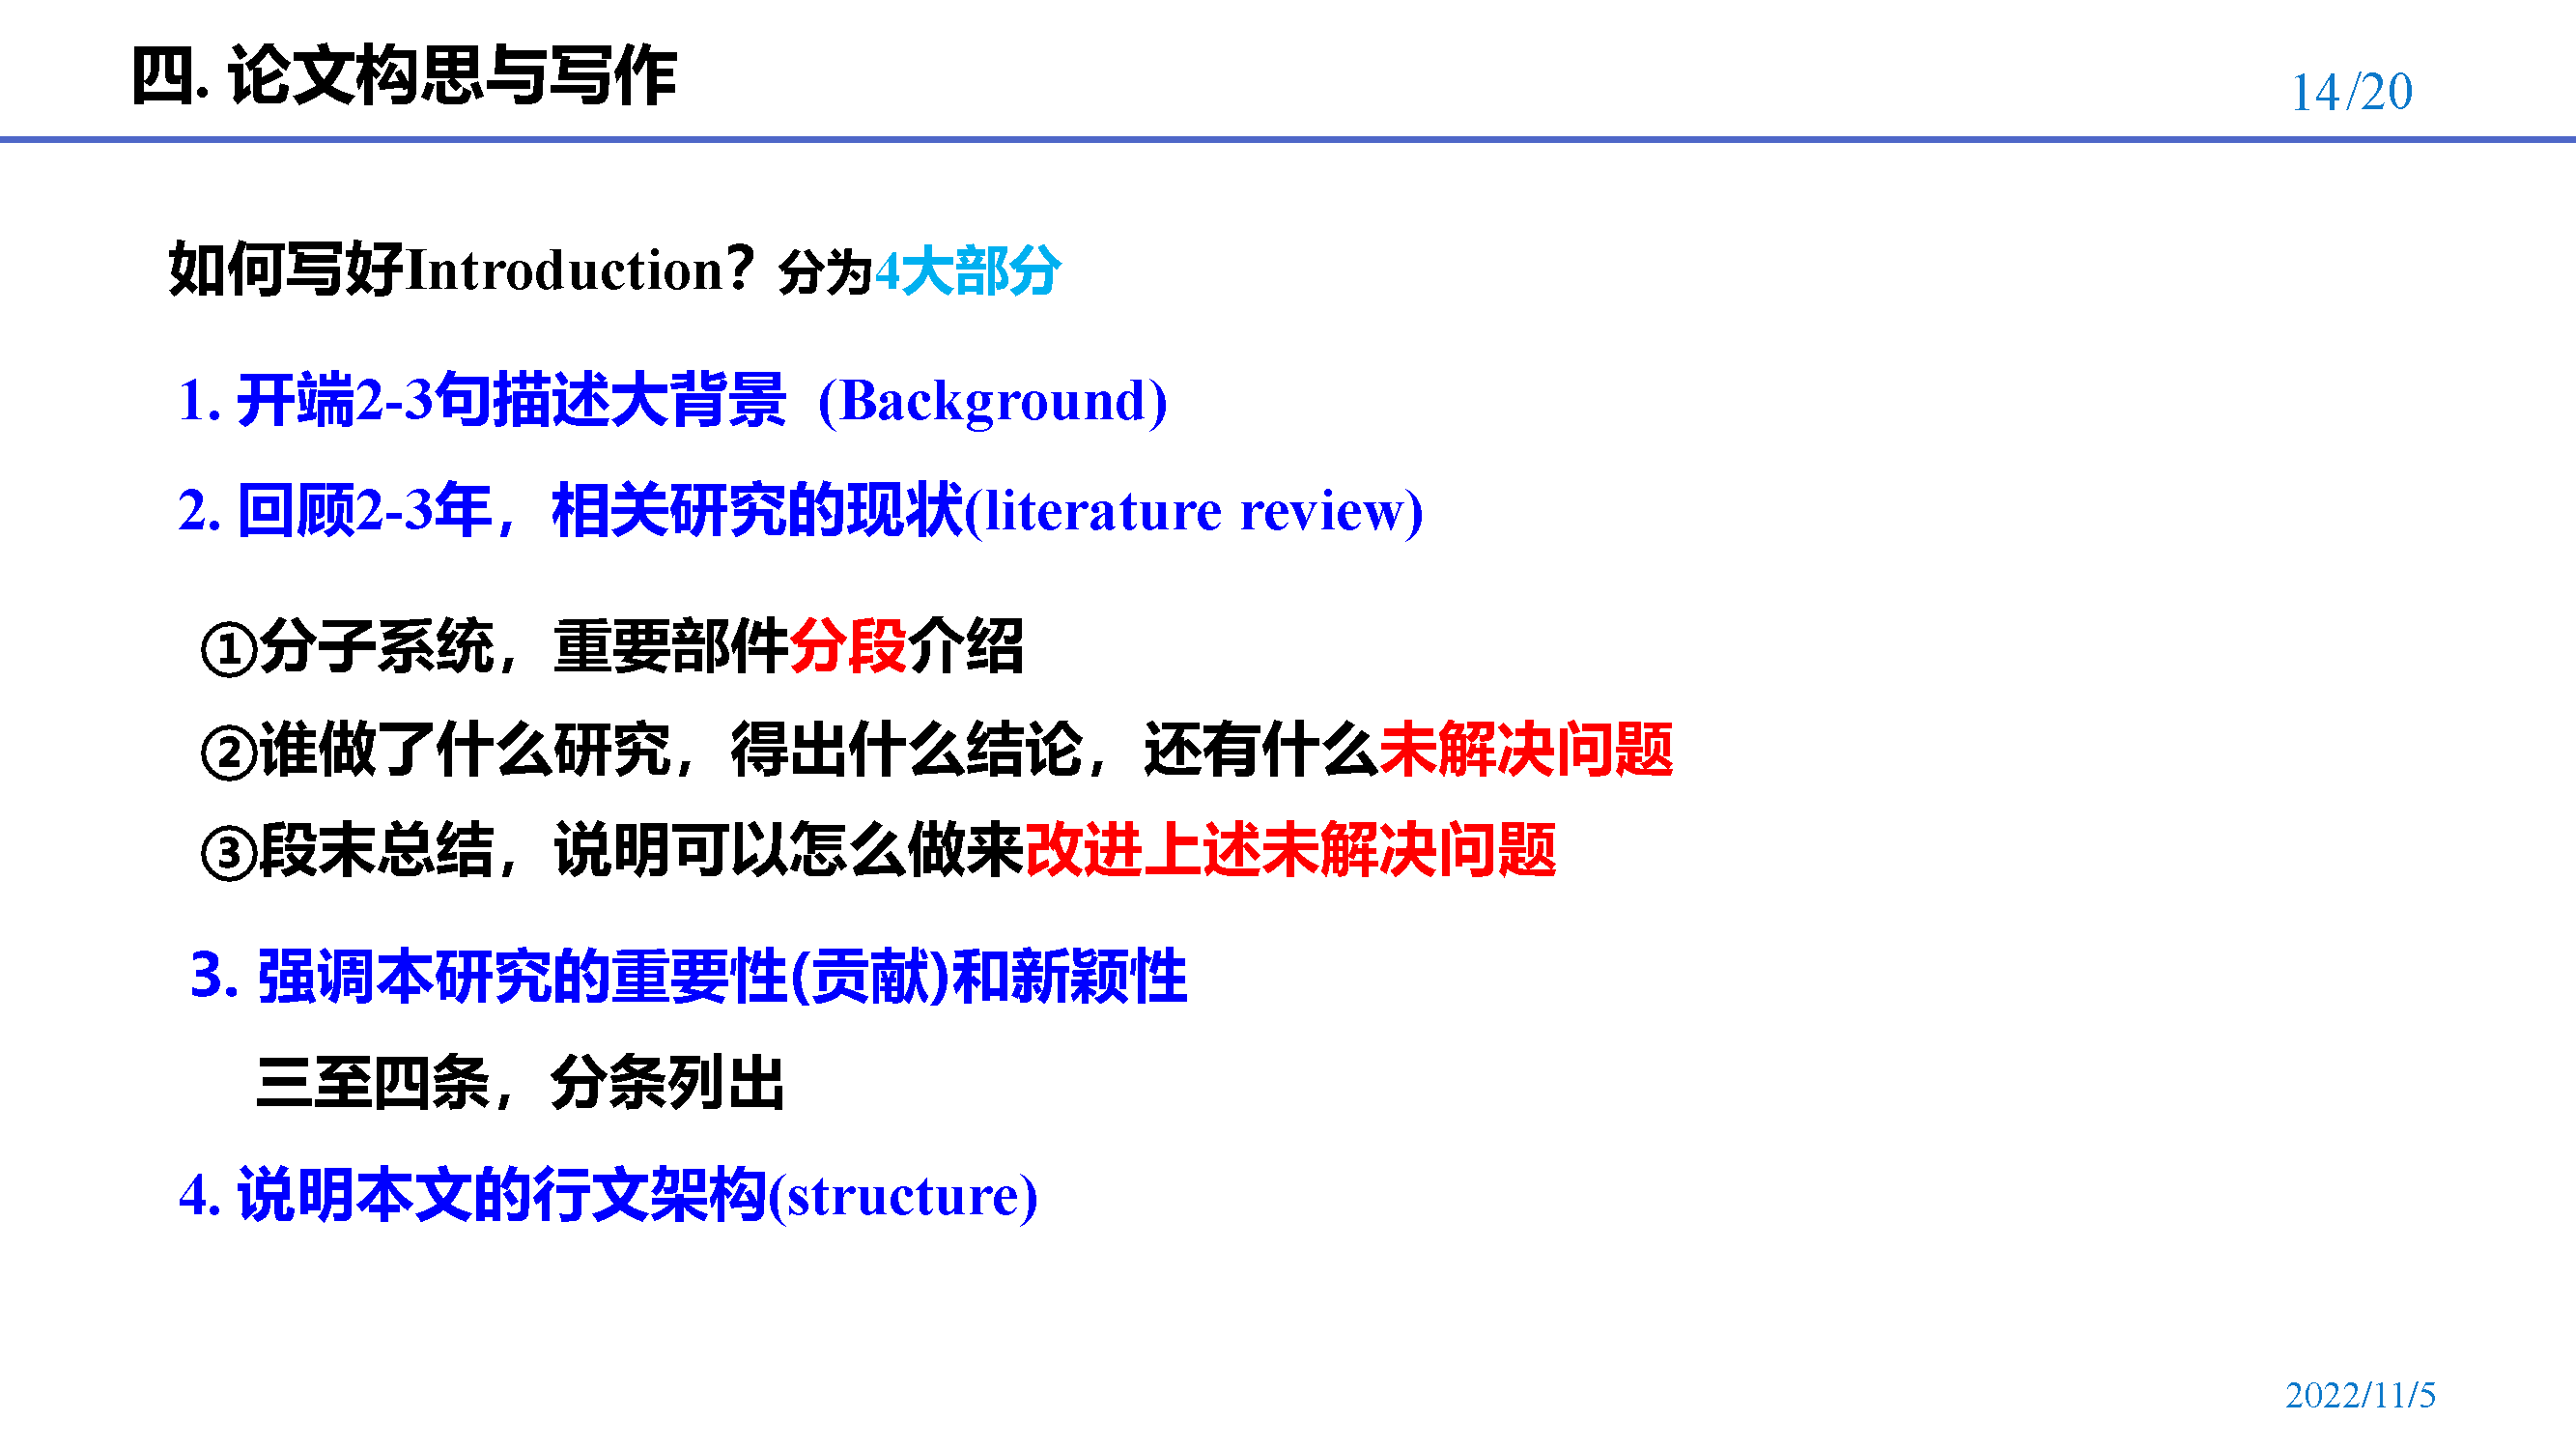 四. 论文构思与写作
14/20
如何写好Introduction？分为4大部分
1. 开端2-3句描述大背景 (Background)
2. 回顾2-3年，相关研究的现状(literature review)
①分子系统，重要部件分段介绍
②谁做了什么研究，得出什么结论，还有什么未解决问题
③段末总结，说明可以怎么做来改进上述未解决问题
3. 强调本研究的重要性(贡献)和新颖性
三至四条，分条列出
4. 说明本文的行文架构(structure)
2022/11/5